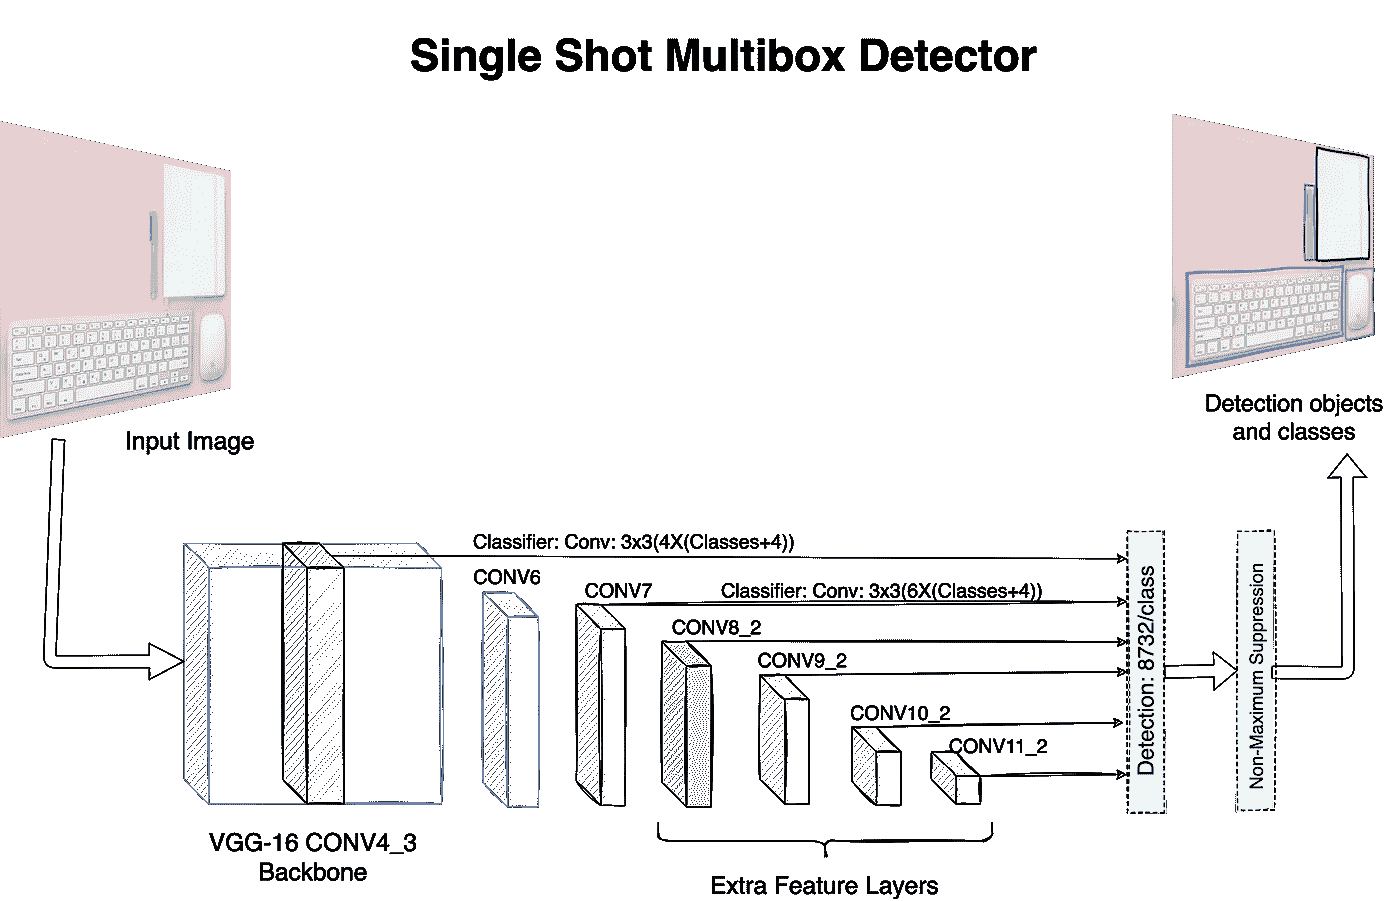 Single Shot Multibox Detector
Input Image
Detection objects
and classes
Classifier: Conv: 3x3(4X(Classes+4))
CONV6
CONV7
Classifier: Conv: 3x3(6X(Classes+4))
CONV8_2
CONV9_2
CONV10_2
CONV11_2
Detection: 8732/class
Non-Maximum Suppression
VGG-16 CONV4_3
Backbone
Extra Feature Layers